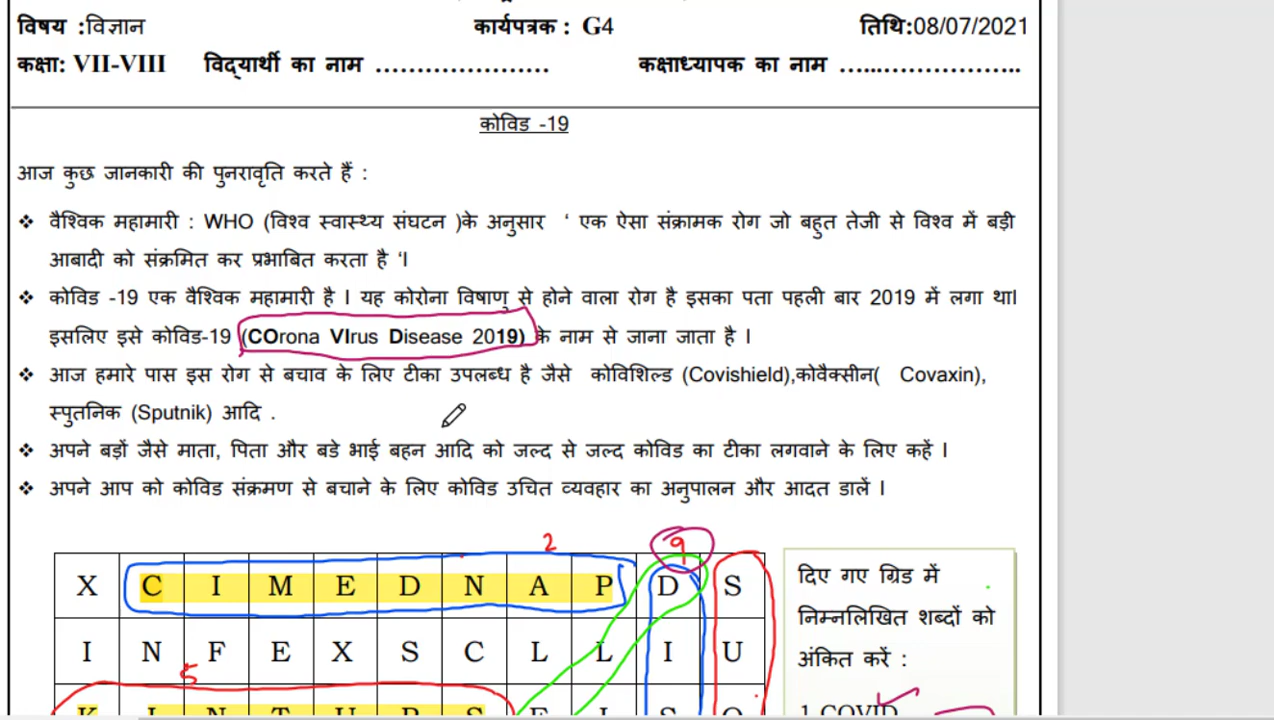 विषय :विज्ञान कार्यपत्रक : G4 तिथि:08/07/2021
कक्षा: VII-VIII विद्यार्थी का नाम ………………….. कक्षाध्यापक का नाम …...……………..
कोविड -19
आज कुछ जानकारी की पुनरावृति करते हैं :
❖ वैश्विक महामारी : WHO (विश्व स्वास्थ्य संघटन )के अनुसार ‘ एक ऐसा संक्रामक रोग जो बहुत तेजी से विश्व में बड़ी
आबादी को संक्रमित कर प्रभाबित करता है ‘।
❖ कोविड -19 एक वैश्विक महामारी है । यह कोरोना विषाणु से होने वाला रोग है इसका पता पहली बार 2019 में लगा था।
इसलिए इसे कोविड-19 (COrona VIrus Disease 2019) के नाम से जाना जाता है ।
❖ आज हमारे पास इस रोग से बचाव के लिए टीका उपलब्ध है जैसे कोविशिल्ड (Covishield),कोवैक्सीन( Covaxin),
स्पुतनिक (Sputnik) आदि .
❖ अपने बड़ों जैसे माता, पिता और बडे भाई बहन आदि को जल्द से जल्द कोविड का टीका लगवाने के लिए कहें ।
❖ अपने आप को कोविड संक्रमण से बचाने के लिए कोविड उचित व्यवहार का अनुपालन और आदत डालें ।
2 9
X C I M E D N A P D S
I N F E X S C L L I U
5
K I N T U R S E I S O
दिए गए ग्रिड में
निम्नलिखित शब्दों को
अंकित करें :
1.COVID